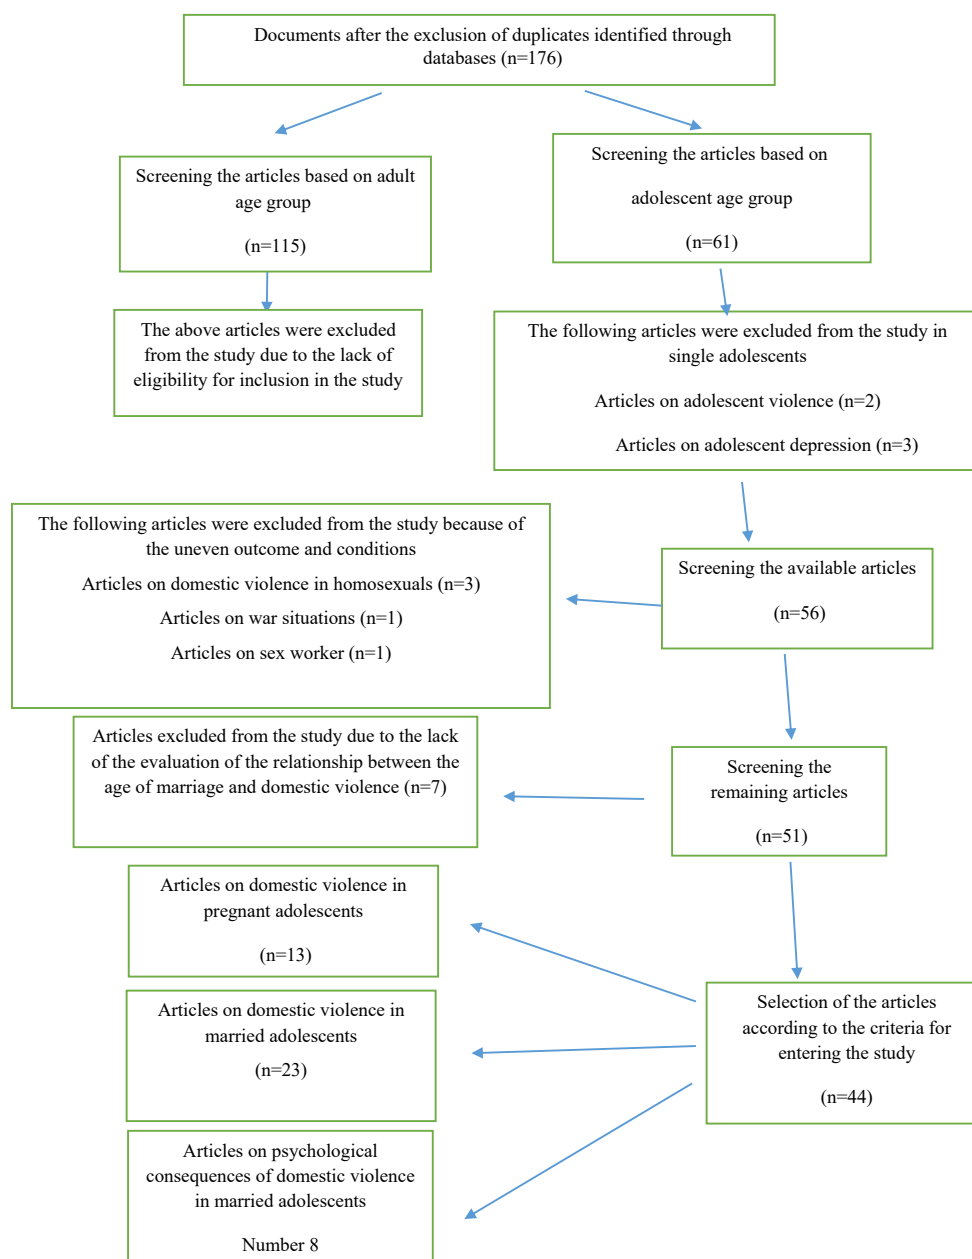 Documents after the exclusion of duplicates identified through
databases (n=176)
Screening the articles based on adult
age group
(n=115)
Screening the articles based on
adolescent age group
(n=61)
The above articles were excluded
from the study due to the lack of
eligibility for inclusion in the study
The following articles were excluded from the study in
single adolescents
Articles on adolescent violence (n=2)
Articles on adolescent depression (n=3)
The following articles were excluded from the study because of
the uneven outcome and conditions
Articles on domestic violence in homosexuals (n=3)
Articles on war situations (n=1)
Articles on sex worker (n=1)
Screening the available articles
(n=56)
Articles excluded from the study due to the lack
of the evaluation of the relationship between the
age of marriage and domestic violence (n=7)
Screening the
remaining articles
(n=51)
Articles on domestic violence in
pregnant adolescents
(n=13)
Articles on domestic violence in
married adolescents
(n=23)
Selection of the articles
according to the criteria for
entering the study
(n=44)
Articles on psychological
consequences of domestic violence
in married adolescents
Number 8